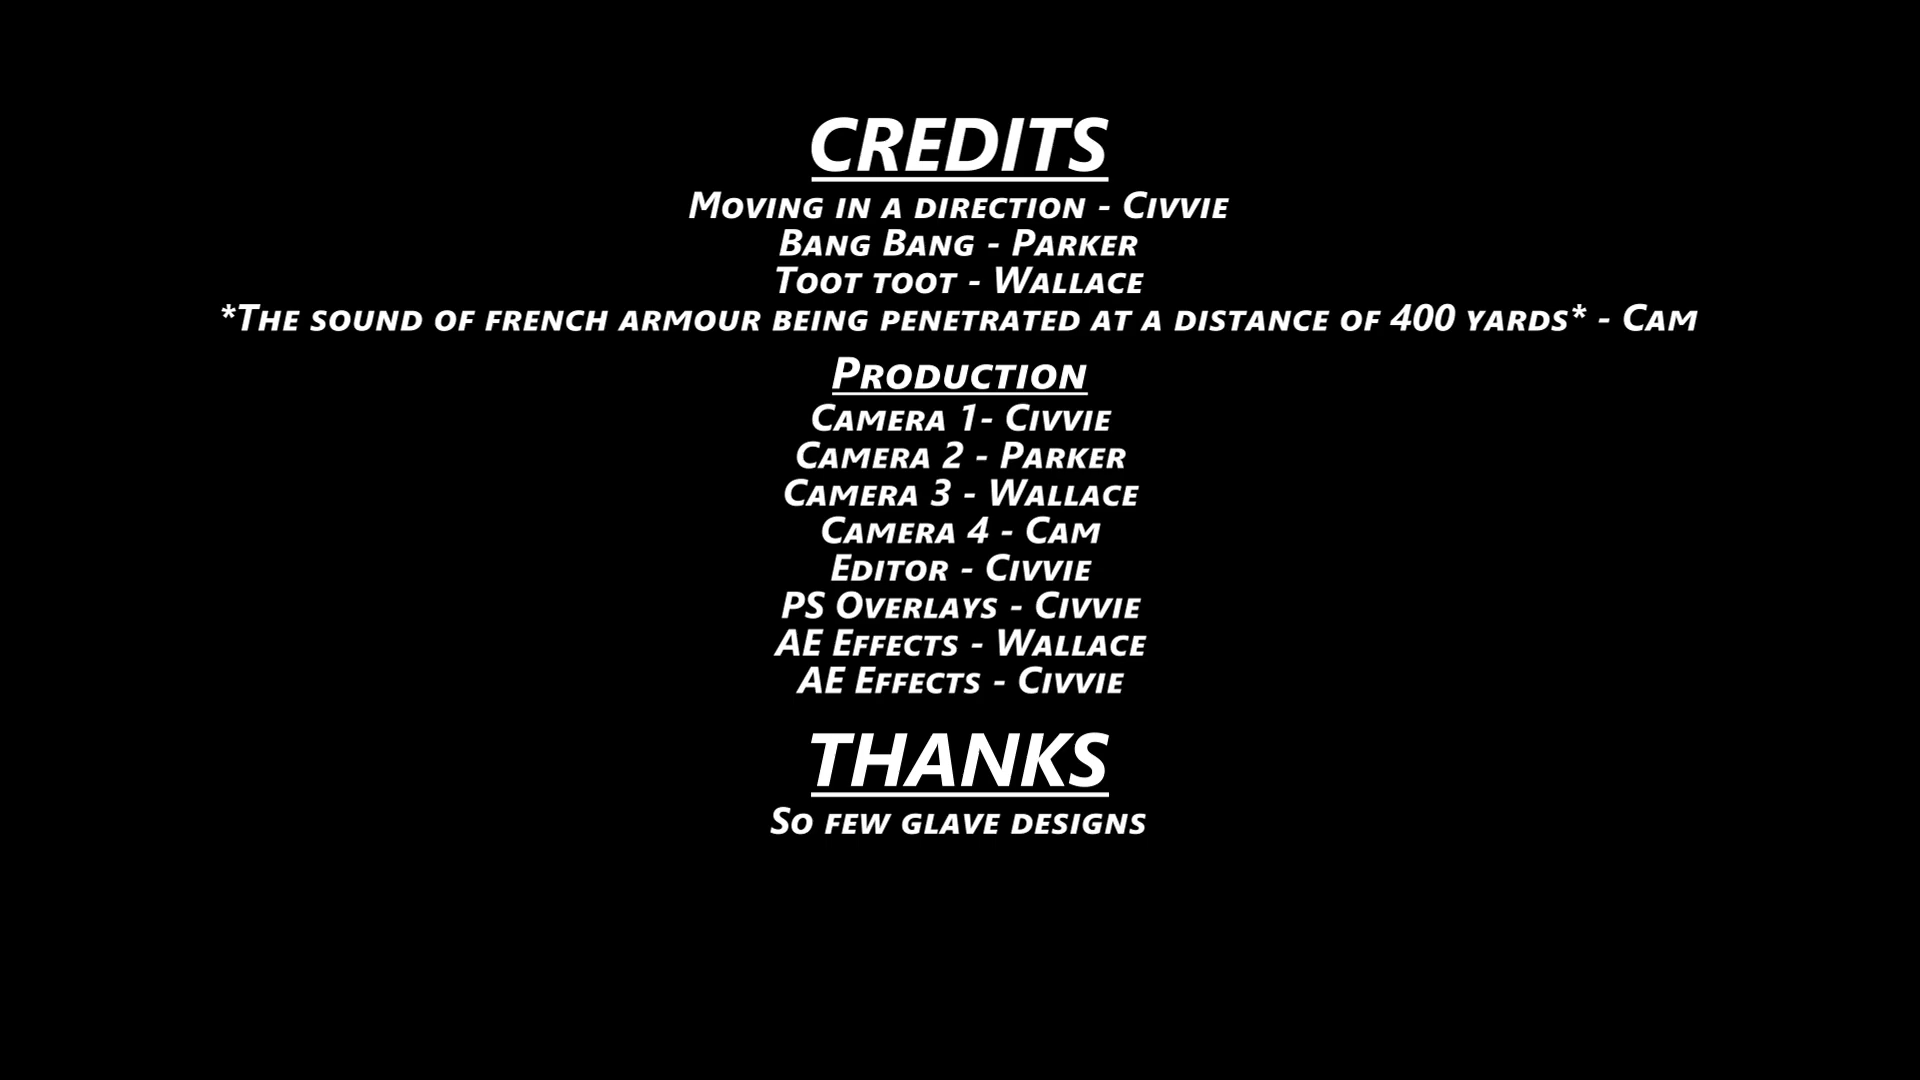 CREDITS
Moving in a direction - Civvie
Bang Bang - Parker
Toot toot - Wallace
*The sound of french armour being penetrated at a distance of 400 yards* - Cam
Production
Camera 1- Civvie
Camera 2 - Parker
Camera 3 - Wallace
Camera 4 - Cam
Editor - Civvie
PS Overlays - Civvie
AE Effects - Wallace
AE Effects - Civvie
THANKS
So few glave designs